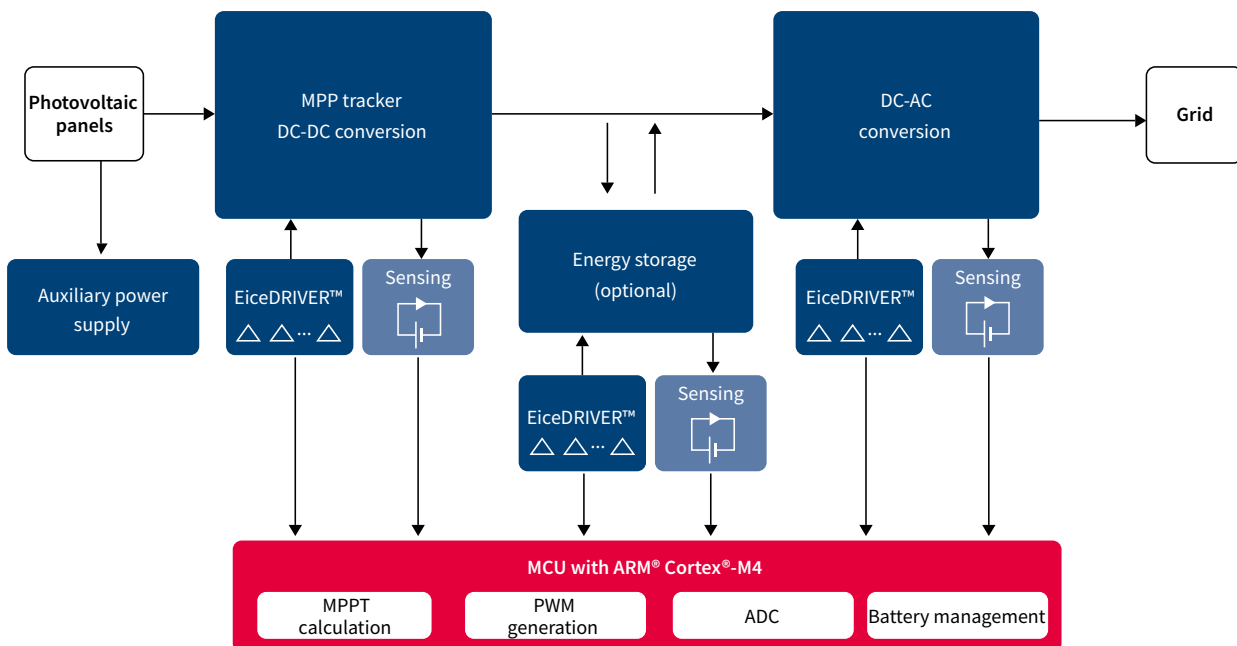 Photovoltaic
panels
MPP tracker
DC-DC conversion
DC-AC
conversion
Grid
Auxiliary power
supply
EiceDRIVER™
...
Sensing
Energy storage
(optional)
EiceDRIVER™
...
Sensing
EiceDRIVER™
...
Sensing
MCU with ARM® Cortex®-M4
MPPT
calculation
PWM
generation
ADC
Battery management